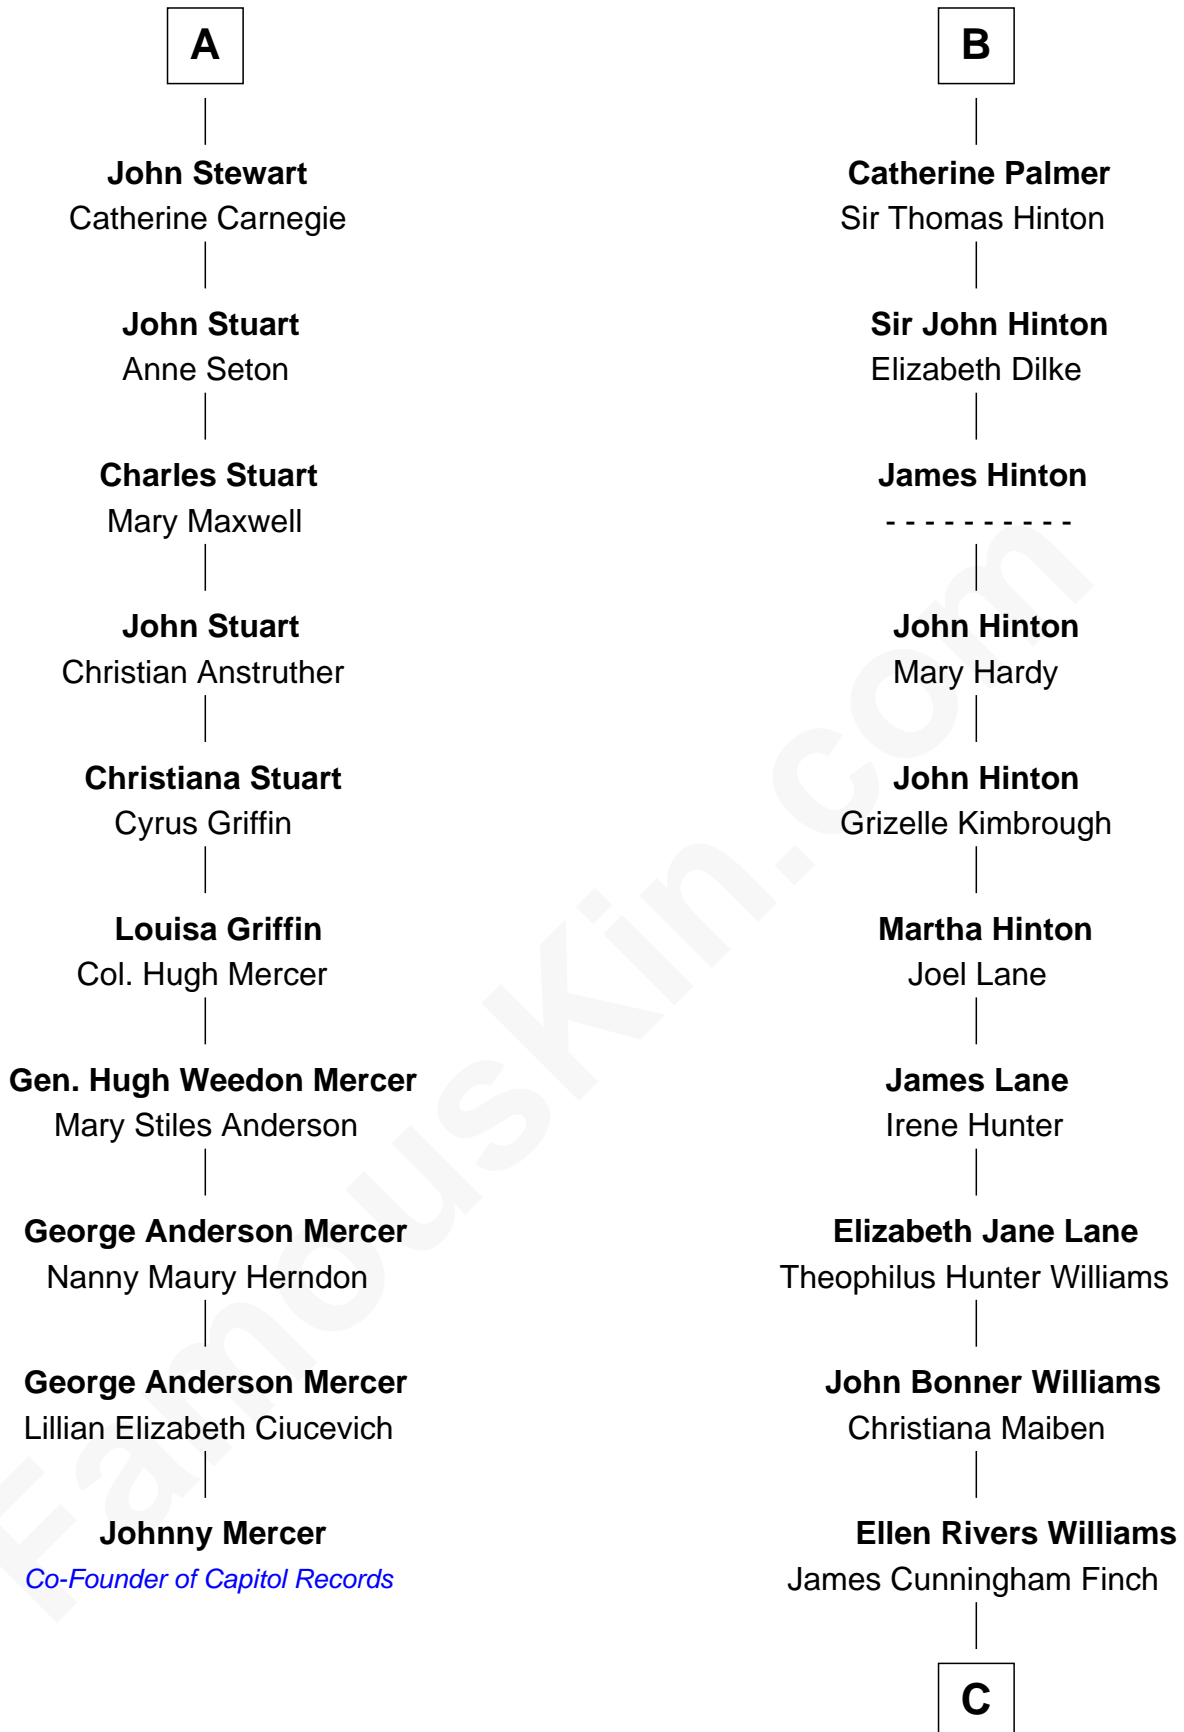 A
John Stewart
Catherine Carnegie
John Stuart
Anne Seton
Charles Stuart
Mary Maxwell
John Stuart
Christian Anstruther
Christiana Stuart
Cyrus Griffin
Louisa Griffin
Col. Hugh Mercer
Gen. Hugh Weedon Mercer
Mary Stiles Anderson
George Anderson Mercer
Nanny Maury Herndon
George Anderson Mercer
Lillian Elizabeth Ciucevich
Johnny Mercer
Co-Founder of Capitol Records
B
Catherine Palmer
Sir Thomas Hinton
Sir John Hinton
Elizabeth Dilke
James Hinton
- - - - - - - - - -
John Hinton
Mary Hardy
John Hinton
Grizelle Kimbrough
Martha Hinton
Joel Lane
James Lane
Irene Hunter
Elizabeth Jane Lane
Theophilus Hunter Williams
John Bonner Williams
Christiana Maiben
Ellen Rivers Williams
James Cunningham Finch
C
FamousKin.com